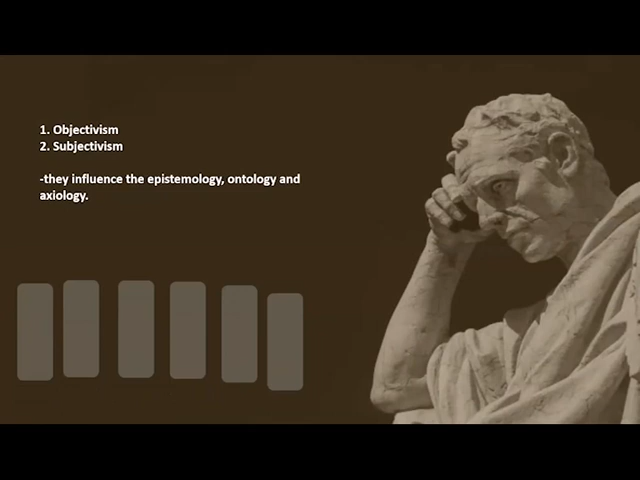 1. Objectivism
2. Subjectivism
-they influence the epistemology, ontology and
axiology.